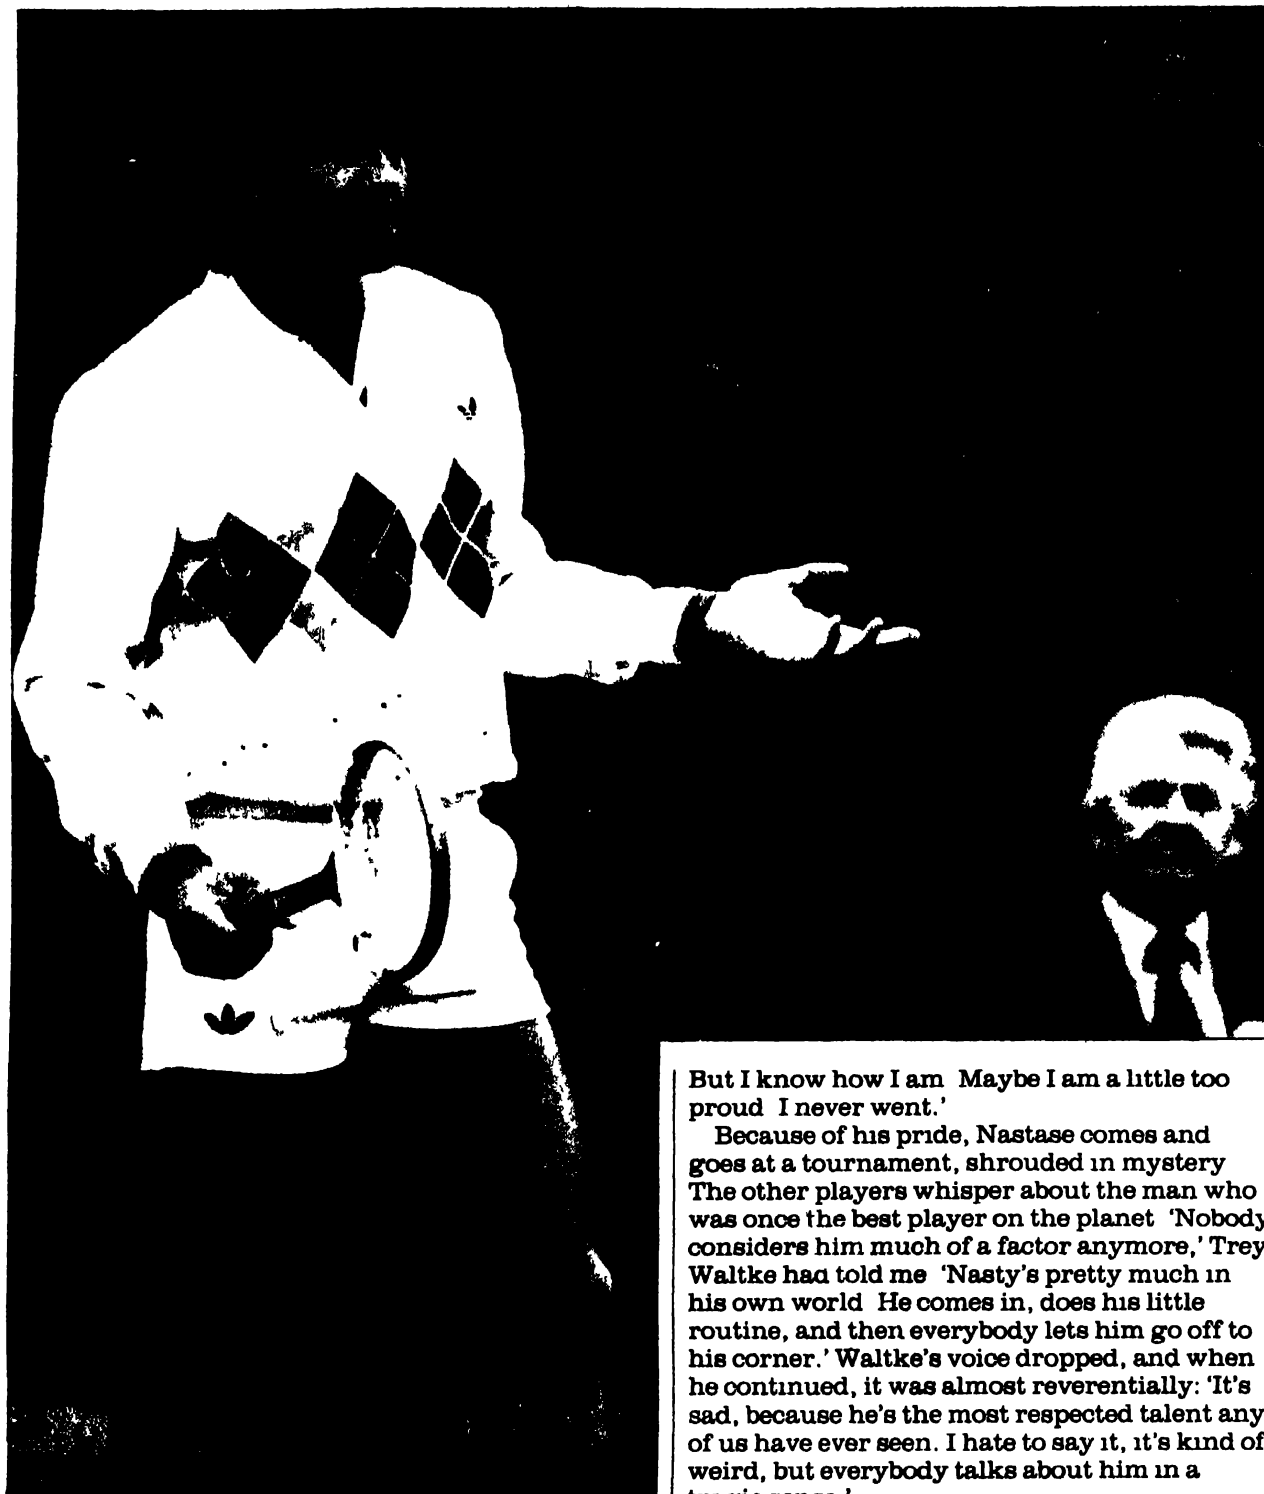 But I know how I am Maybe I am a little too
proud I never went.'
Because of his pride, Nastase comes and
goes at a tournament, shrouded in mystery
The other players whisper about the man who
was once the best player on the planet 'Nobody
considers him much of a factor anymore,' Trey
Waltke had told me 'Nasty's pretty much in
his own world He comes in, does his little
routine, and then everybody lets him go off to
his corner.' Waltke's voice dropped, and when
he continued, it was almost reverentially: 'It's
sad, because he's the most respected talent any
of us have ever seen. I hate to say it, it's kind of
weird, but everybody talks about him in a